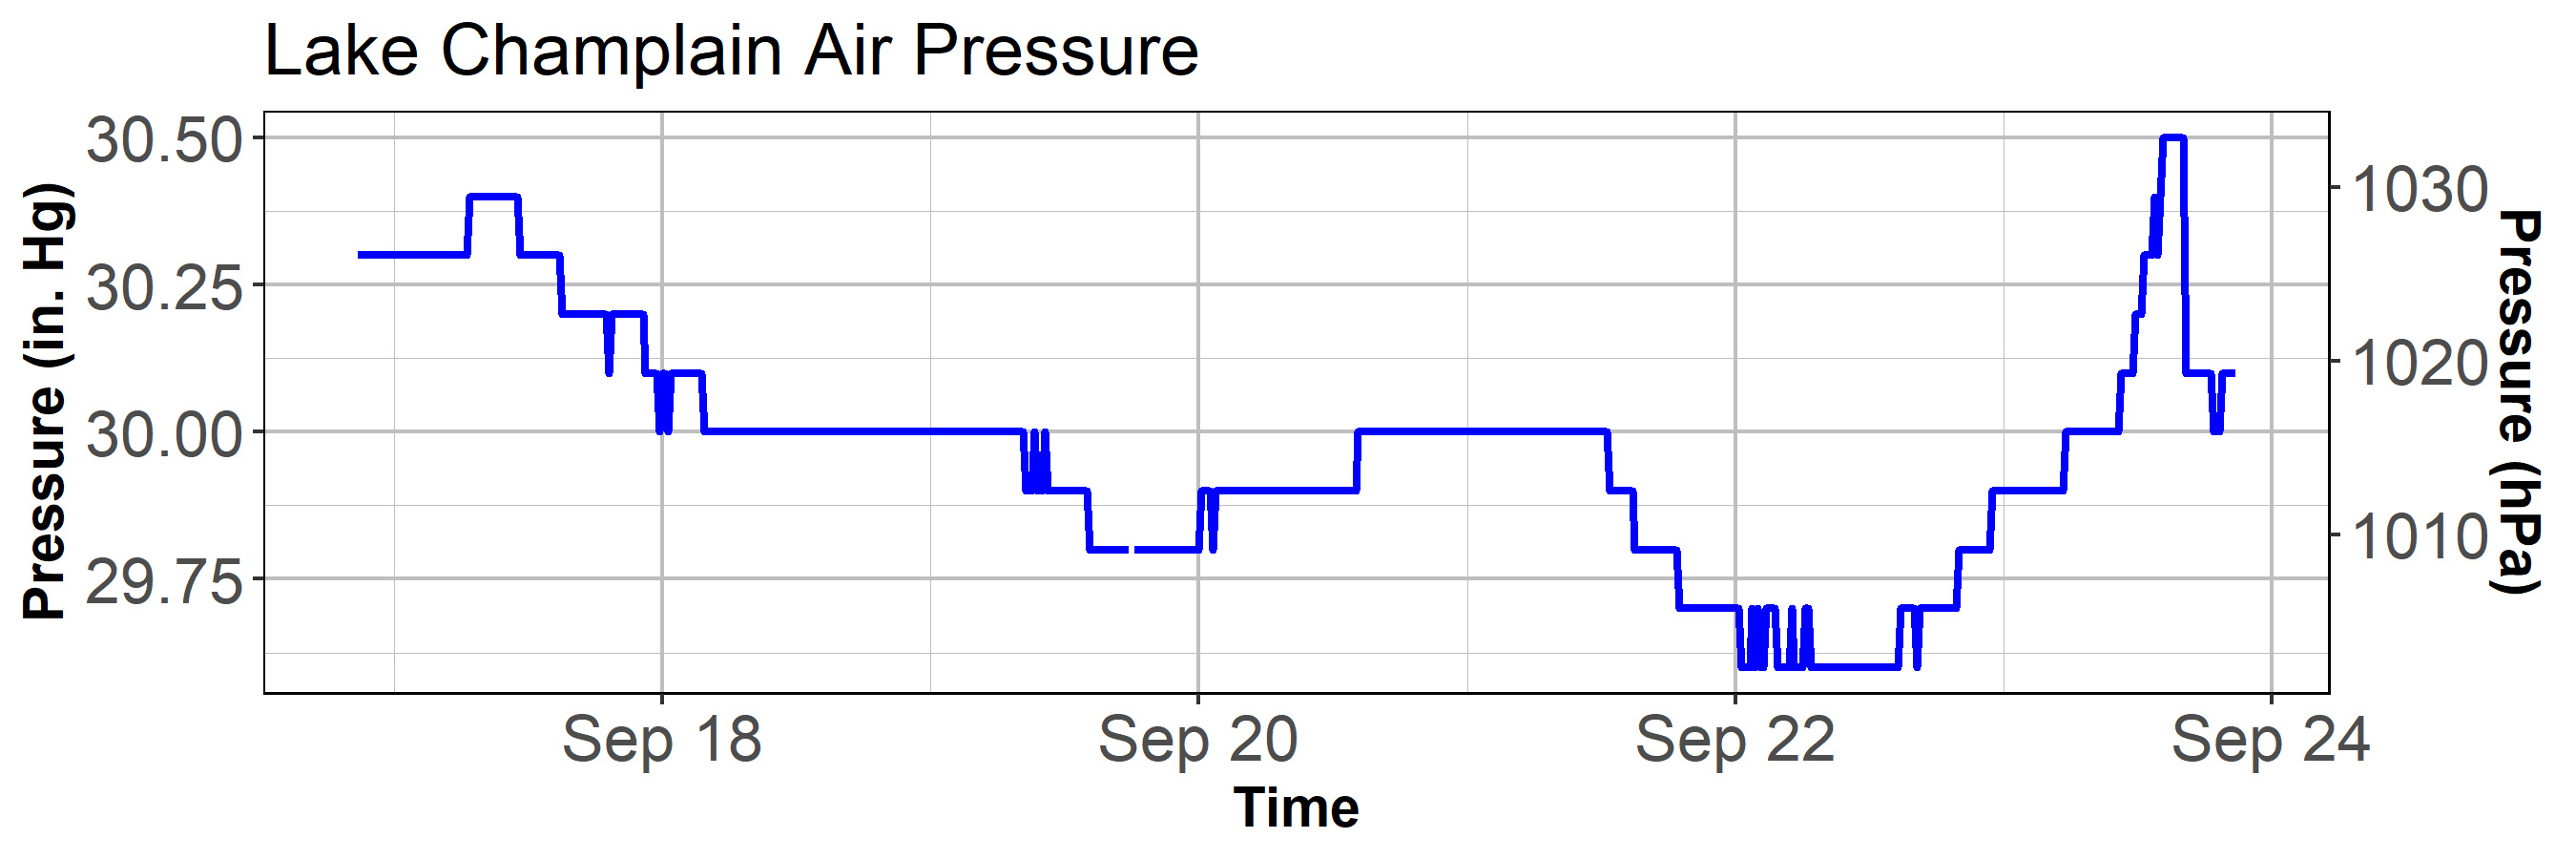 Lake Champlain Air Pressure
Pressure (in. Hg)
30.50
30.25
30.00
29.75
1030
1020
1010
Pressure (hPa)
Sep 18 Sep 20 Sep 22 Sep 24
Time